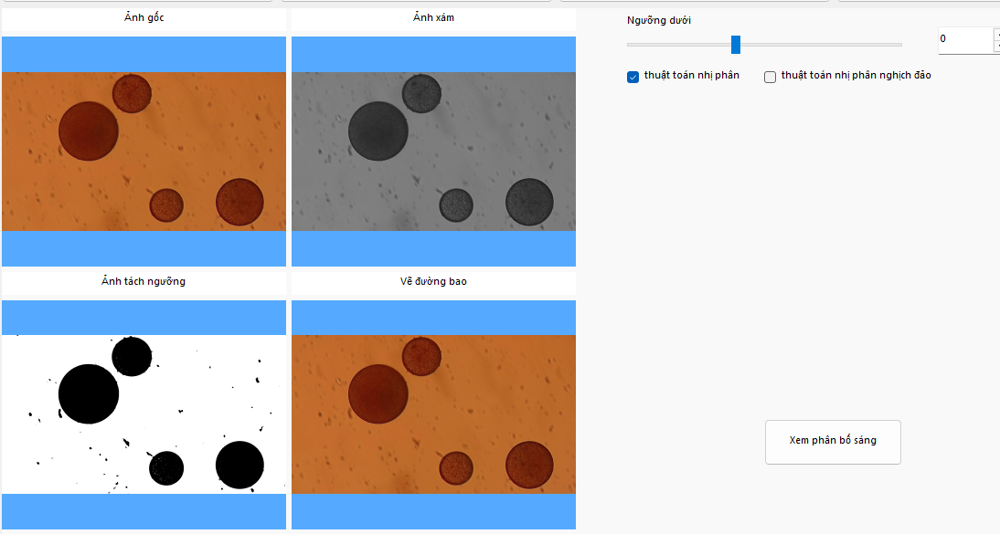 Ảnh gốc
Ảnh xám
Ngưỡng dưới
0
thuật toán nhị phân
thuật toán nhị phân nghịch đảo
Ảnh tách ngưỡng
Vẽ đường bao
Xem phân bố sáng